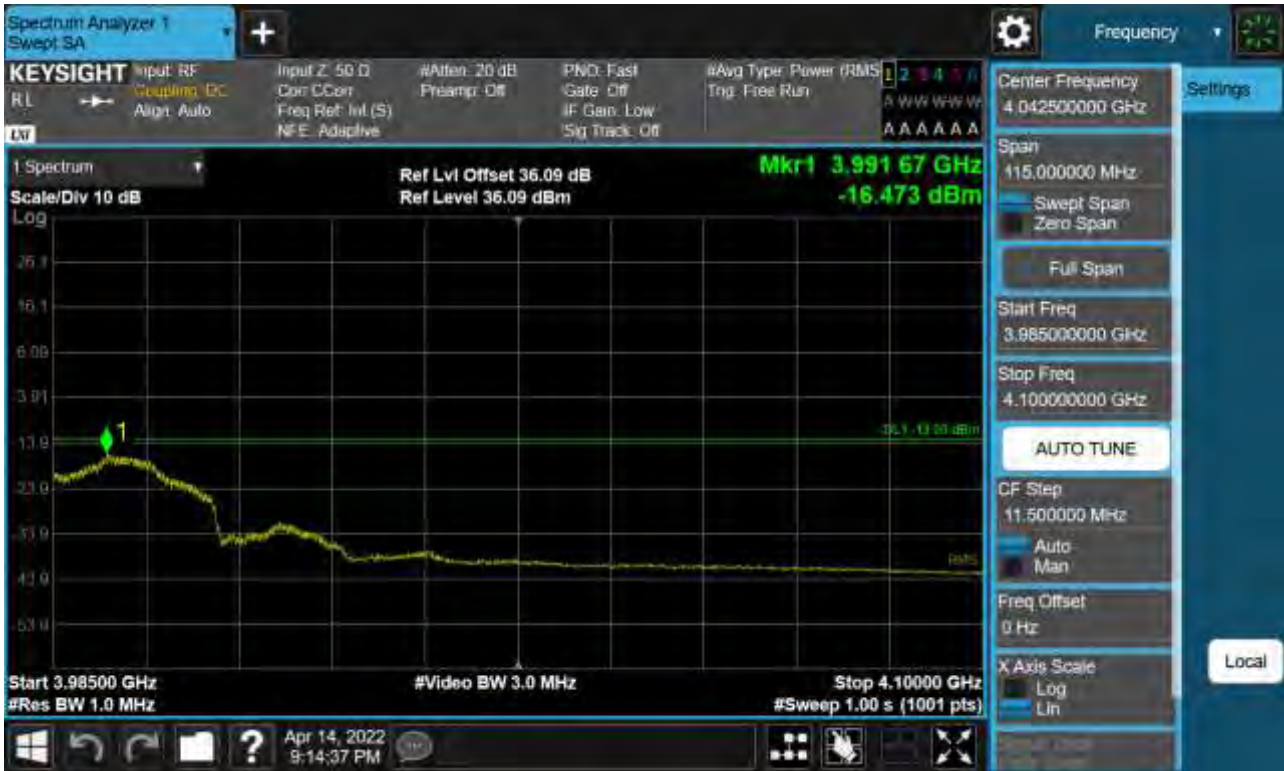 Spectrum Analyzer 1
Swept SA
Frequency
KEYSIGHT
RL
LXI
Input: RF
Coupling: DC
Align: Auto
Input Z: 50 Ω
Corr CCorr
Freq Ref: Int (S)
NFE: Adaptive
#Atten: 20 dB
Preamp: Off
PNO: Fast
Gate: Off
IF Gain: Low
Sig Track: Off
#Avg Type: Power (RMS
Trig: Free Run
1 2 3 4 5 6
A W W W W W
A A A A A A
1 Spectrum
Scale/Div 10 dB
Log
Ref Lvl Offset 36.09 dB
Ref Level 36.09 dBm
Mkr1 3.991 67 GHz
-16.473 dBm
26.1
16.1
6.09
-3.91
-13.9
-23.9
-33.9
-43.9
-53.9
1
DL1 -13.00 dBm
RMS
Start 3.98500 GHz
#Res BW 1.0 MHz
#Video BW 3.0 MHz
Stop 4.10000 GHz
#Sweep 1.00 s (1001 pts)
Apr 14, 2022
9:14:37 PM
Center Frequency
4.042500000 GHz
Span
115.000000 MHz
Swept Span
Zero Span
Full Span
Start Freq
3.985000000 GHz
Stop Freq
4.100000000 GHz
AUTO TUNE
CF Step
11.500000 MHz
Auto
Man
Freq Offset
0 Hz
X Axis Scale
Log
Lin
Settings
Local